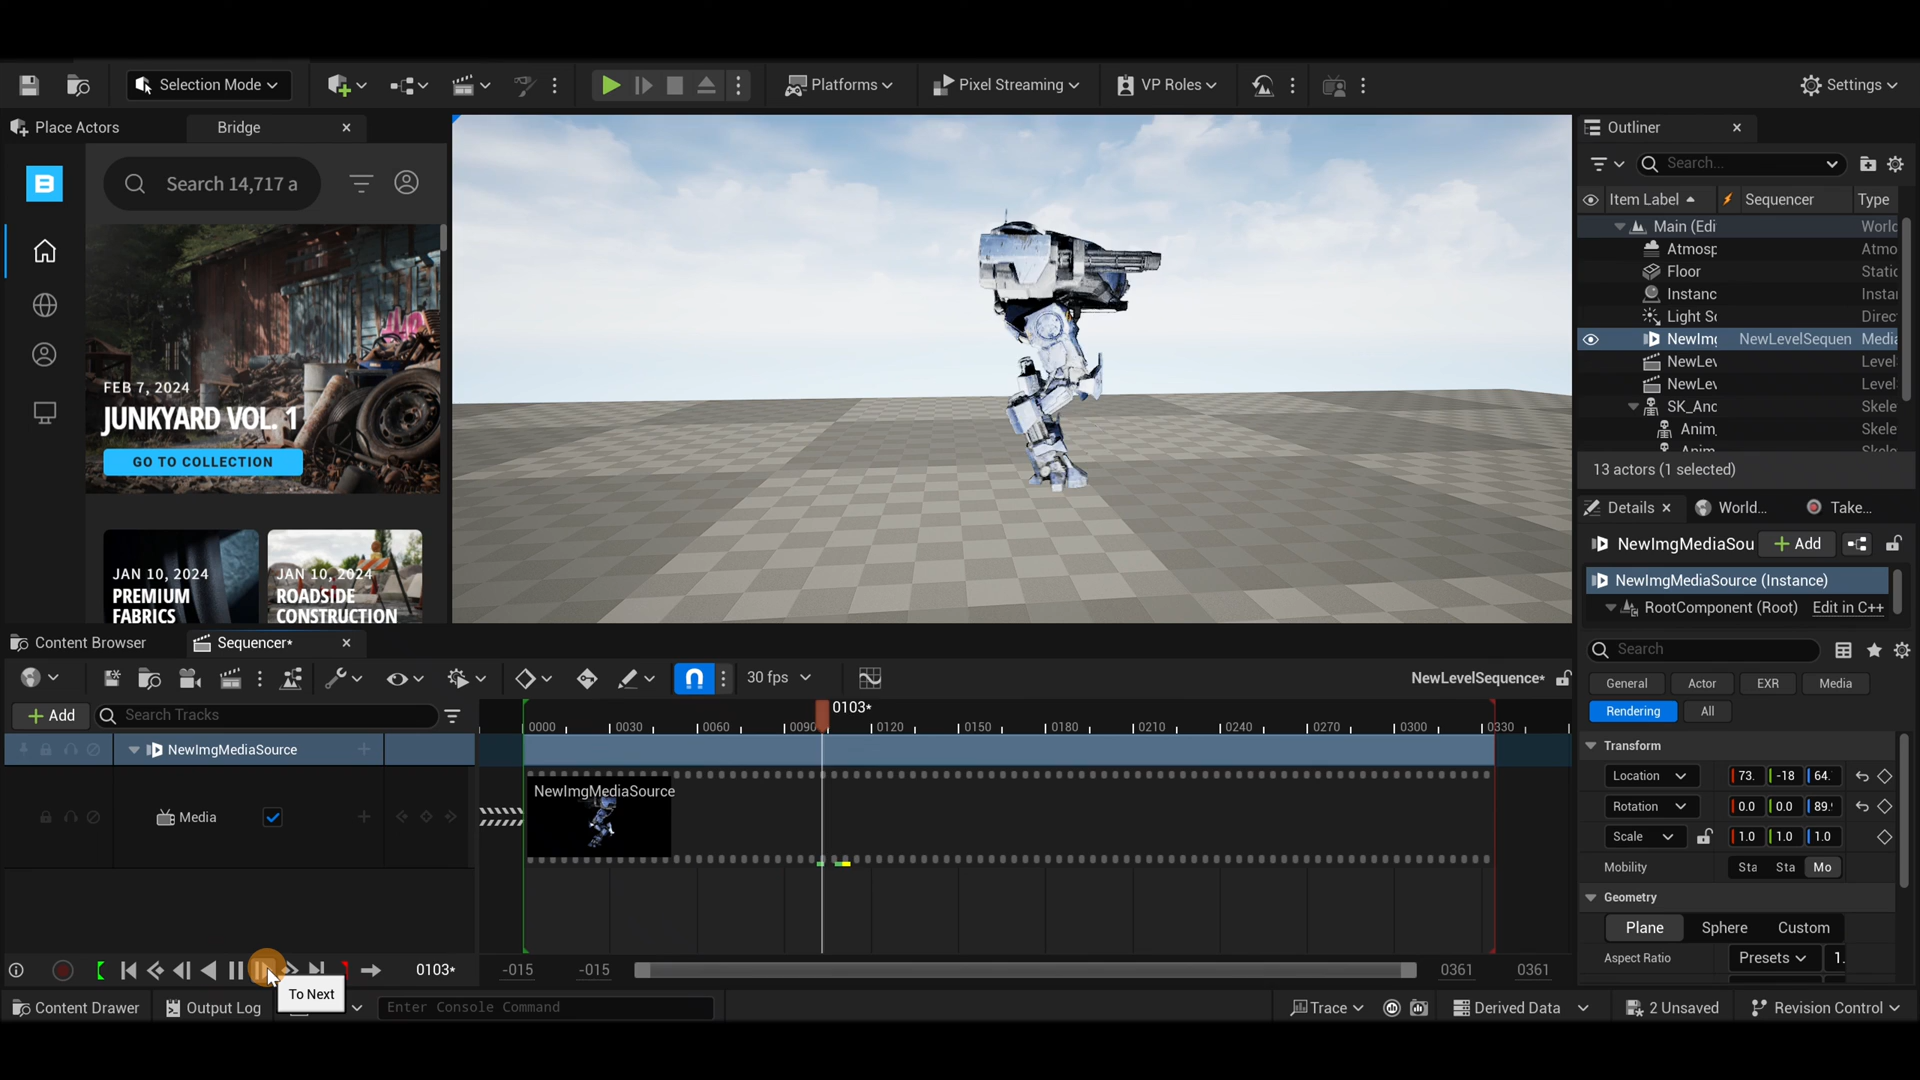 Selection Mode
Platforms
Pixel Streaming
VP Roles
Settings
Place Actors
Bridge
Search 14,717 a
FEB 7, 2024
JUNKYARD VOL. 1
GO TO COLLECTION
JAN 10, 2024
PREMIUM
FABRICS
JAN 10, 2024
ROADSIDE
CONSTRUCTION
Outliner
Search...
Item Label
Sequencer
Type
Main (Edi
World
Atmosp
Atmo
Floor
Static
Instanc
Instan
Light So
Direc
NewImg
NewLevelSequen
Media
NewLev
Level
NewLev
Level
SK_And
Skele
Anim_
Skele
13 actors (1 selected)
Details
World...
Take...
NewImgMediaSou
Add
NewImgMediaSource (Instance)
RootComponent (Root)
Edit in C++
Search
General
Actor
EXR
Media
Rendering
All
Transform
Location
73.
-18
64.
Rotation
0.0
0.0
89.
Scale
1.0
1.0
1.0
Mobility
Sta
Sta
Mo
Geometry
Plane
Sphere
Custom
Aspect Ratio
Presets
1.
Content Browser
Sequencer*
30 fps
NewLevelSequence*
Add
Search Tracks
0103*
0000
0030
0060
0090
0120
0150
0180
0210
0240
0270
0300
0330
NewImgMediaSource
Media
NewImgMediaSource
0103*
-015
-015
0361
0361
To Next
Content Drawer
Output Log
Enter Console Command
Trace
Derived Data
2 Unsaved
Revision Control